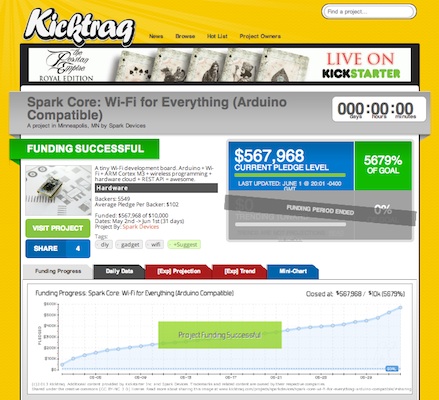 Find a project...
Kicktraq
News Browse Hot List Project Owners
The Prestige Empire
ROYAL EDITION
LIVE ON
KICKSTARTER
Spark Core: Wi-Fi for Everything (Arduino
Compatible)
A project in Minneapolis, MN by Spark Devices
000:00:00
days hours minutes
FUNDING SUCCESSFUL
A tiny Wi-Fi development board. Arduino + Wi-
Fi + ARM Cortex M3 + wireless programming +
hardware cloud + REST API = awesome.
Hardware
Backers: 5549
Average Pledge Per Backer: $102
Funded: $567,968 of $10,000
Dates: May 2nd -> Jun 1st (31 days)
Project By: Spark Devices
Tags:
diy gadget wifi +Suggest
VISIT PROJECT
SHARE 4
$567,968
CURRENT PLEDGE LEVEL
LAST UPDATED: JUNE 1 @ 20:01 -0400
GMT
5679%
OF GOAL
$0
FUNDING PERIOD ENDED
0%
Funding Progress Daily Data [Exp] Projection [Exp] Trend Mini-Chart
Funding Progress: Spark Core: Wi-Fi for Everything (Arduino Compatible)
Closed at: $567,968 / $10k (5679%)
Project Funding Successful
PLEDGED
GOAL